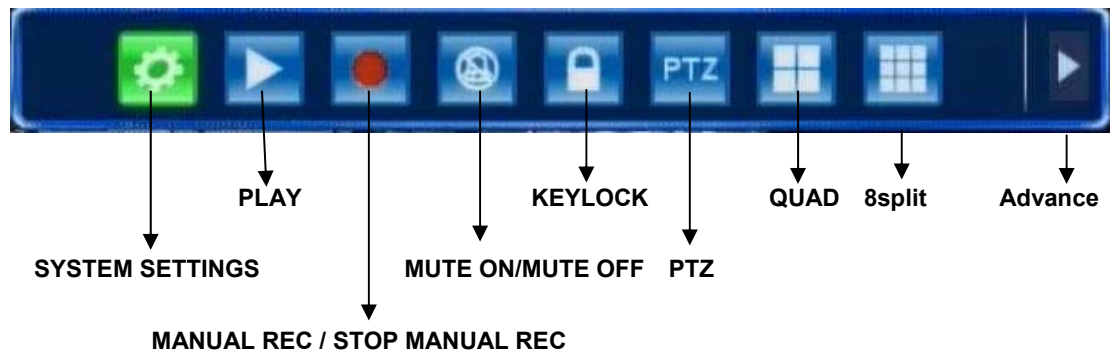 PTZ
PLAY KEYLOCK QUAD 8split Advance
SYSTEM SETTINGS MUTE ON/MUTE OFF PTZ
MANUAL REC / STOP MANUAL REC